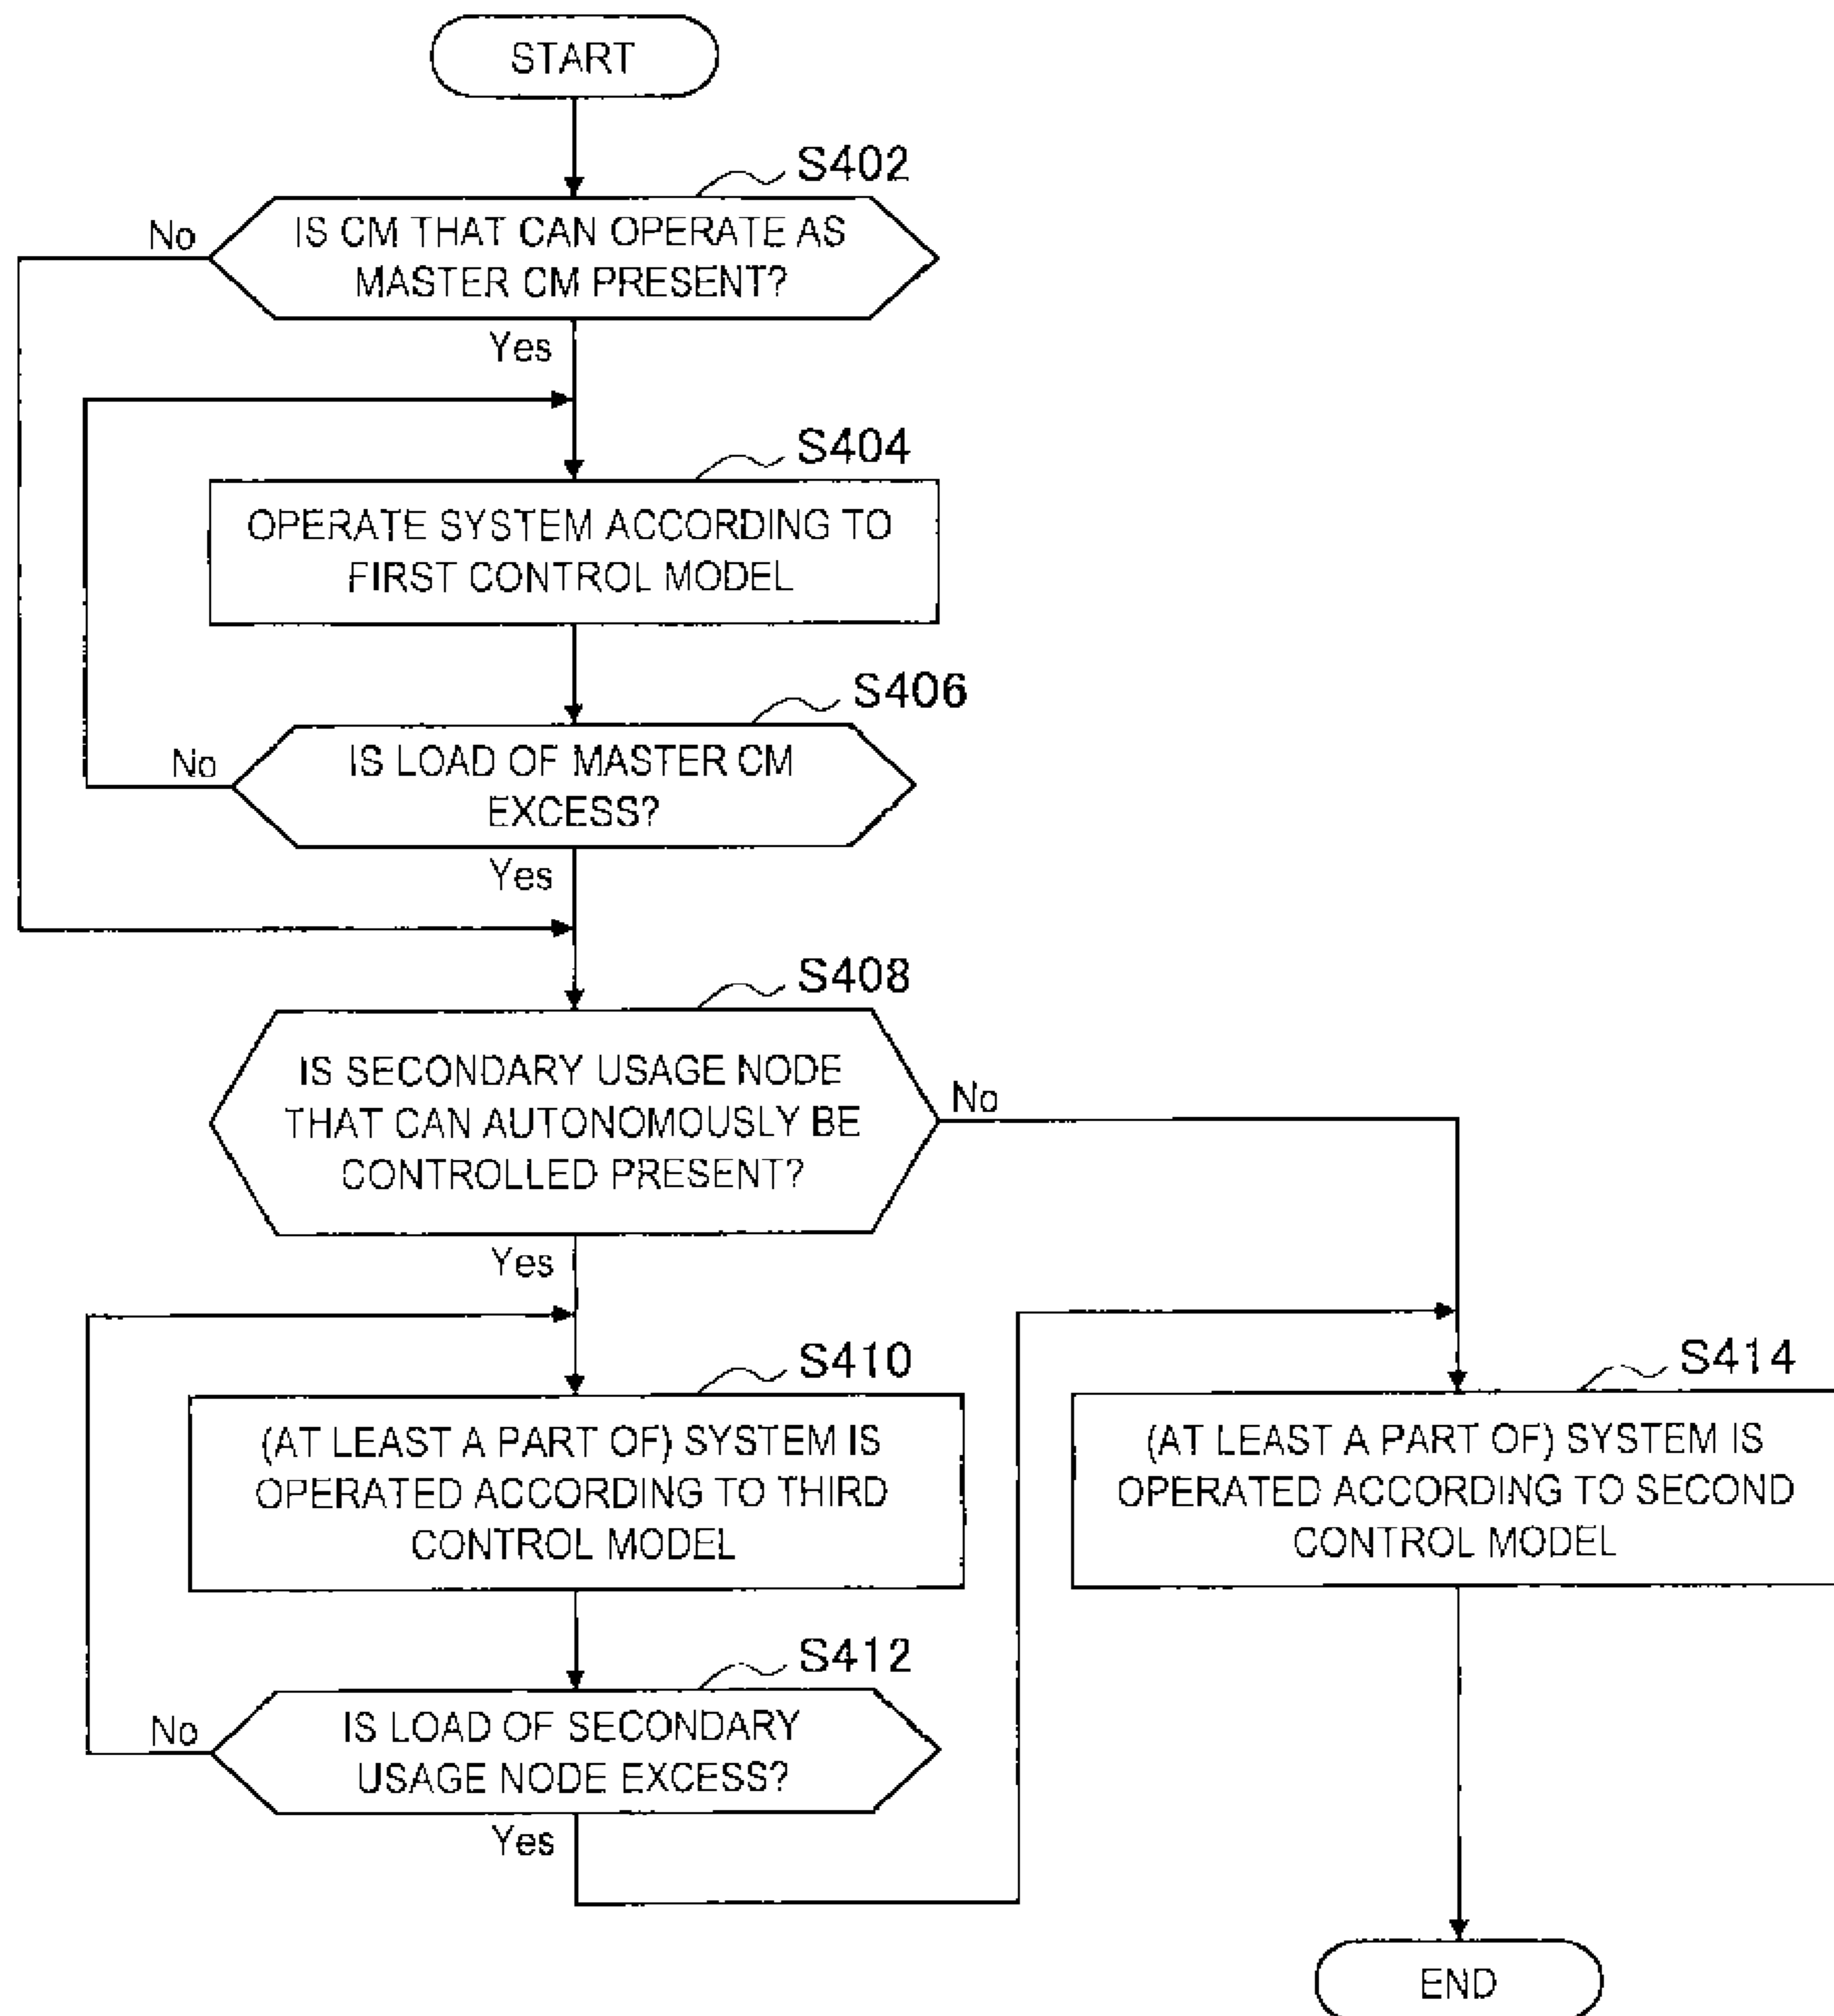 START
S402
No
IS CM THAT CAN OPERATE AS
MASTER CM PRESENT?
Yes
S404
OPERATE SYSTEM ACCORDING TO
FIRST CONTROL MODEL
S406
No
IS LOAD OF MASTER CM
EXCESS?
Yes
S408
IS SECONDARY USAGE NODE
THAT CAN AUTONOMOUSLY BE
CONTROLLED PRESENT?
No
Yes
S410
(AT LEAST A PART OF) SYSTEM IS
OPERATED ACCORDING TO THIRD
CONTROL MODEL
S414
(AT LEAST A PART OF) SYSTEM IS
OPERATED ACCORDING TO SECOND
CONTROL MODEL
S412
No
IS LOAD OF SECONDARY
USAGE NODE EXCESS?
Yes
END